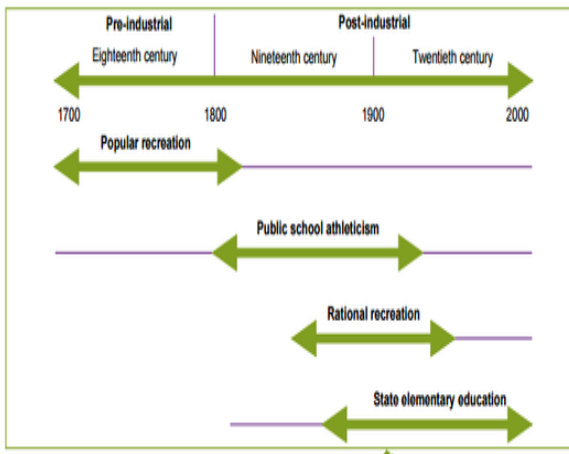 Pre-industrial Post-industrial
Eighteenth century Nineteenth century Twentieth century
1700 1800 1900 2000
Popular recreation
Public school athleticism
Rational recreation
State elementary education